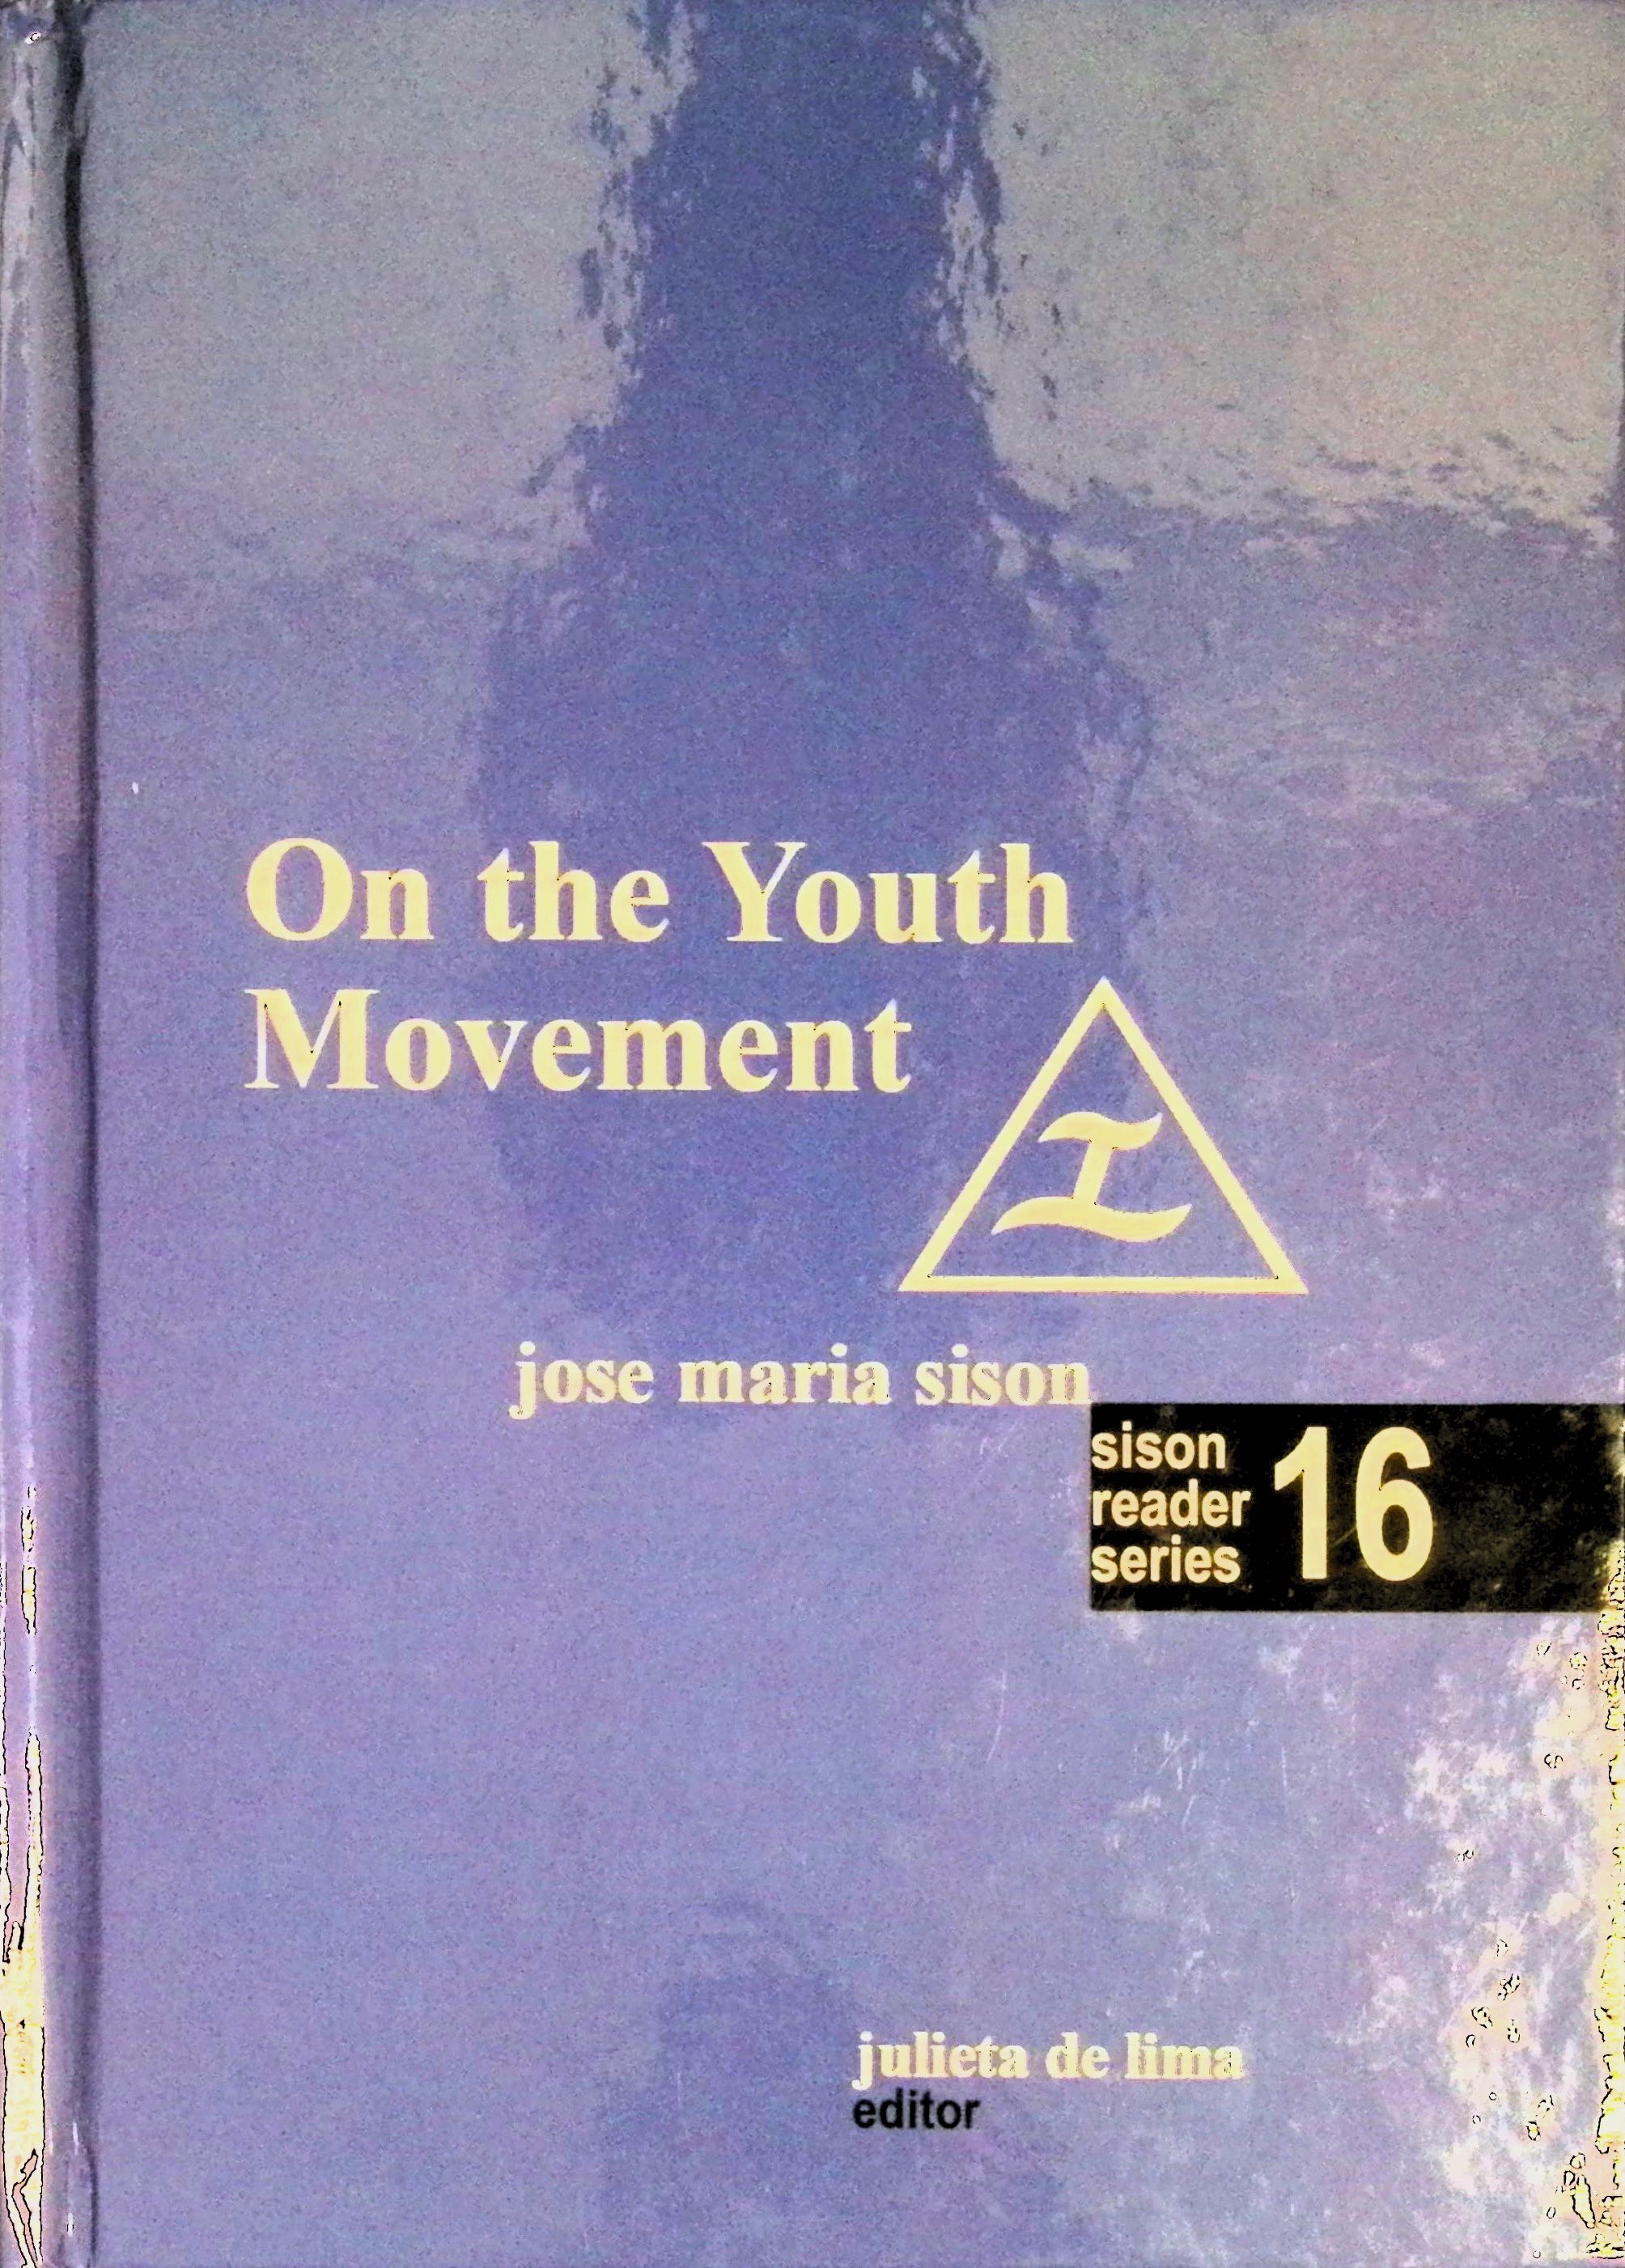 On the Youth
Movement
jose maria sison
sison
reader
series
16
julieta de lima
editor